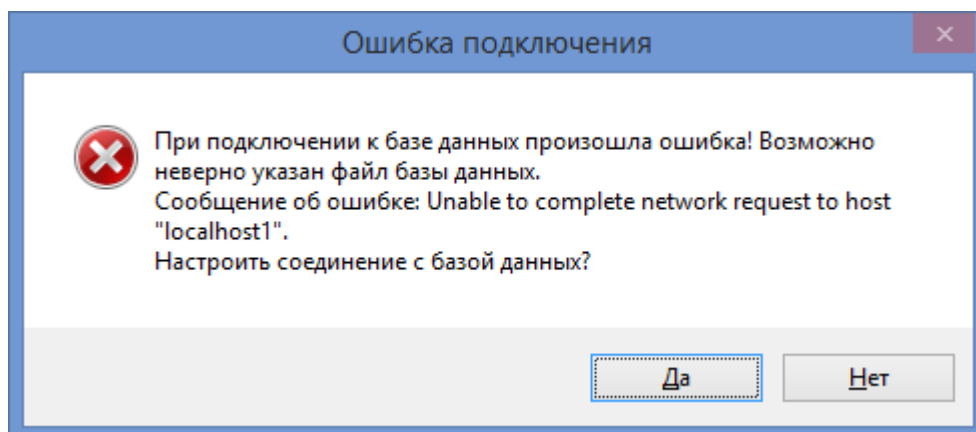 Ошибка подключения
При подключении к базе данных произошла ошибка! Возможно
неверно указан файл базы данных.
Сообщение об ошибке: Unable to complete network request to host
"localhost1".
Настроить соединение с базой данных?
Да
Нет